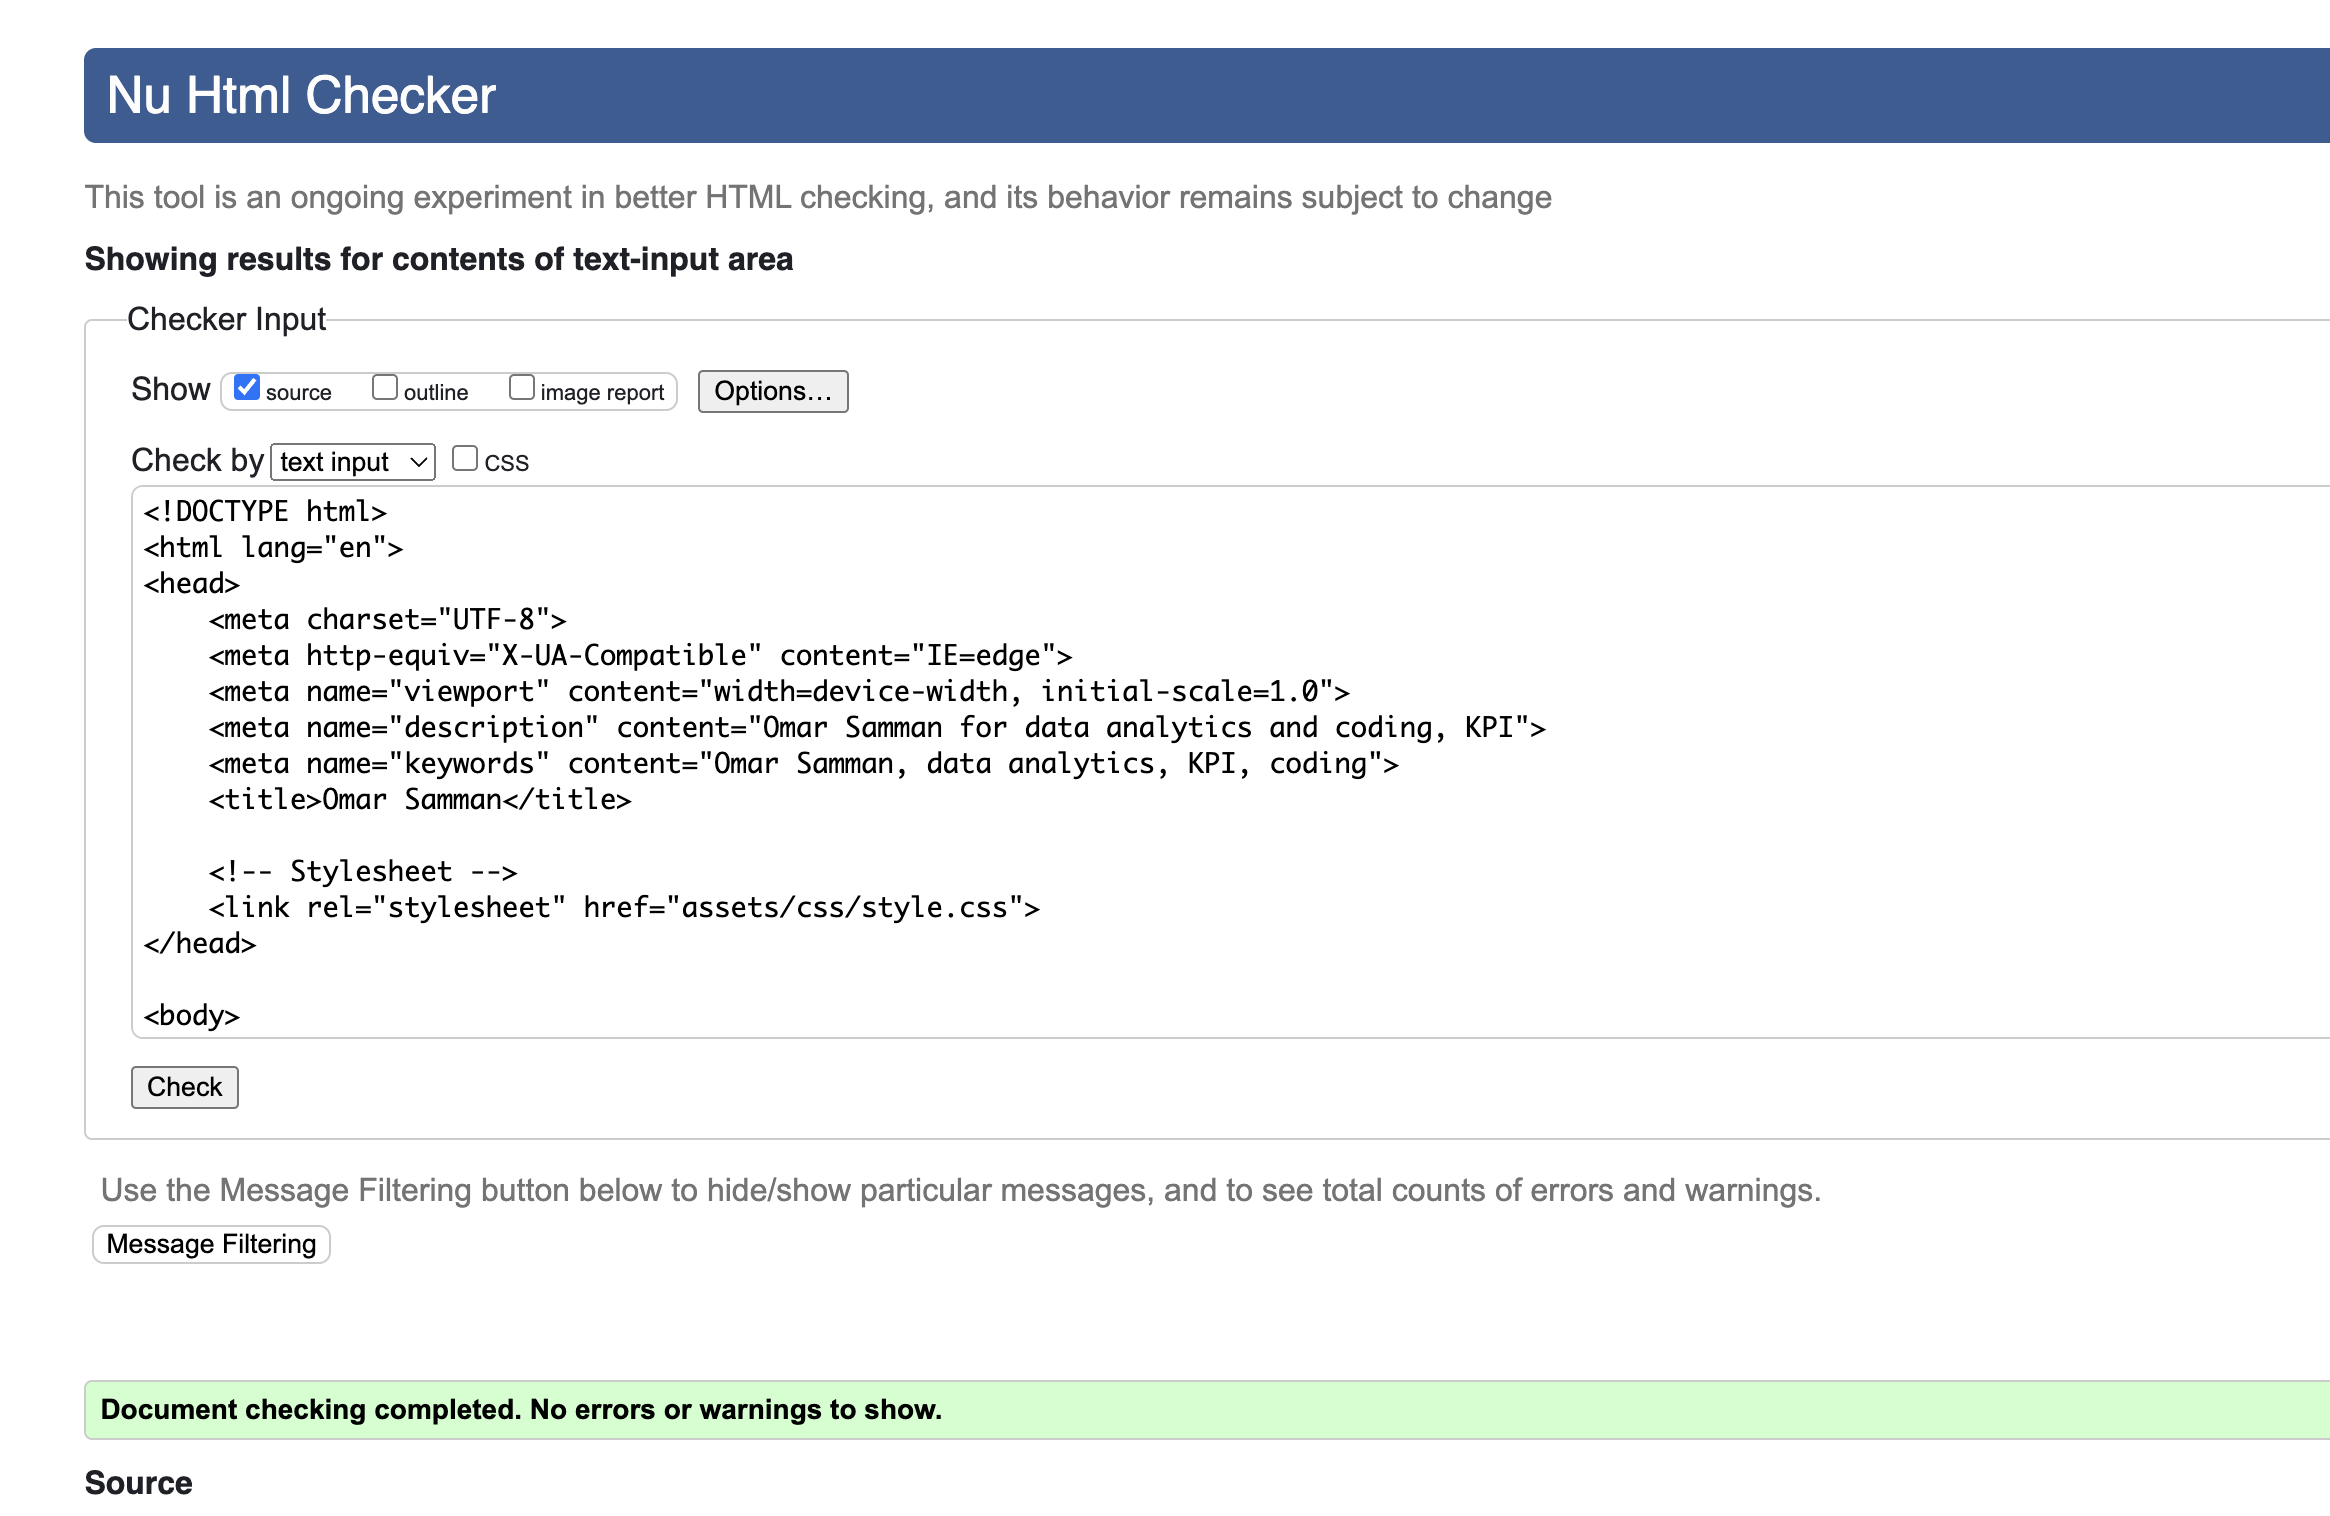 Nu Html Checker
This tool is an ongoing experiment in better HTML checking, and its behavior remains subject to change
Showing results for contents of text-input area
Checker Input
Show source outline image report Options...
Check by text input CSS
<!DOCTYPE html>
<html lang="en">
<head>
    <meta charset="UTF-8">
    <meta http-equiv="X-UA-Compatible" content="IE=edge">
    <meta name="viewport" content="width=device-width, initial-scale=1.0">
    <meta name="description" content="Omar Samman for data analytics and coding, KPI">
    <meta name="keywords" content="Omar Samman, data analytics, KPI, coding">
    <title>Omar Samman</title>
    <!-- Stylesheet -->
    <link rel="stylesheet" href="assets/css/style.css">
</head>
<body>
Check
Use the Message Filtering button below to hide/show particular messages, and to see total counts of errors and warnings.
Message Filtering
Document checking completed. No errors or warnings to show.
Source